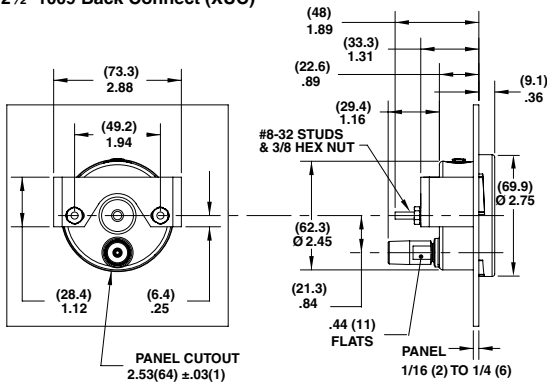 2½" 1009 Back Connect (XUC)
(48)
1.89
(33.3)
1.31
(22.6)
.89
(9.1)
.36
(29.4)
1.16
#8-32 STUDS
& 3/8 HEX NUT
(73.3)
2.88
(49.2)
1.94
(69.9)
Ø 2.75
(62.3)
Ø 2.45
(28.4)
1.12
(6.4)
.25
(21.3)
.84
.44 (11)
FLATS
PANEL CUTOUT
2.53(64) ±.03(1)
PANEL
1/16 (2) TO 1/4 (6)